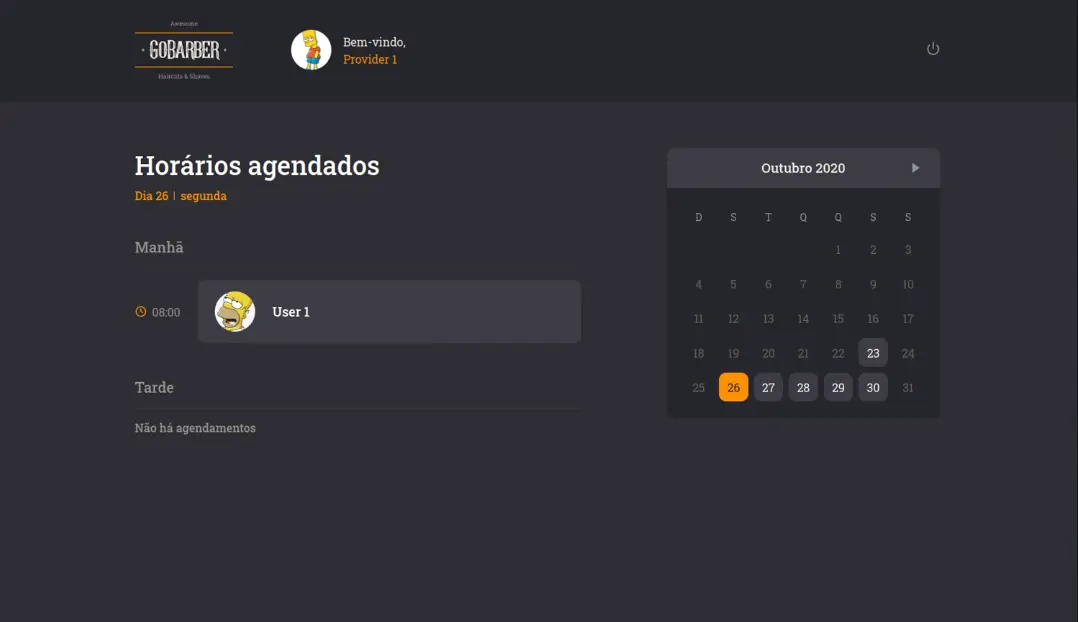 Awesome
· GOBARBER ·
Haircuts & Shaves
Bem-vindo,
Provider 1
Horários agendados
Dia 26 | segunda
Manhã
08:00
User 1
Tarde
Não há agendamentos
Outubro 2020
D S T Q Q S S
1 2 3
4 5 6 7 8 9 10
11 12 13 14 15 16 17
18 19 20 21 22 23 24
25 26 27 28 29 30 31